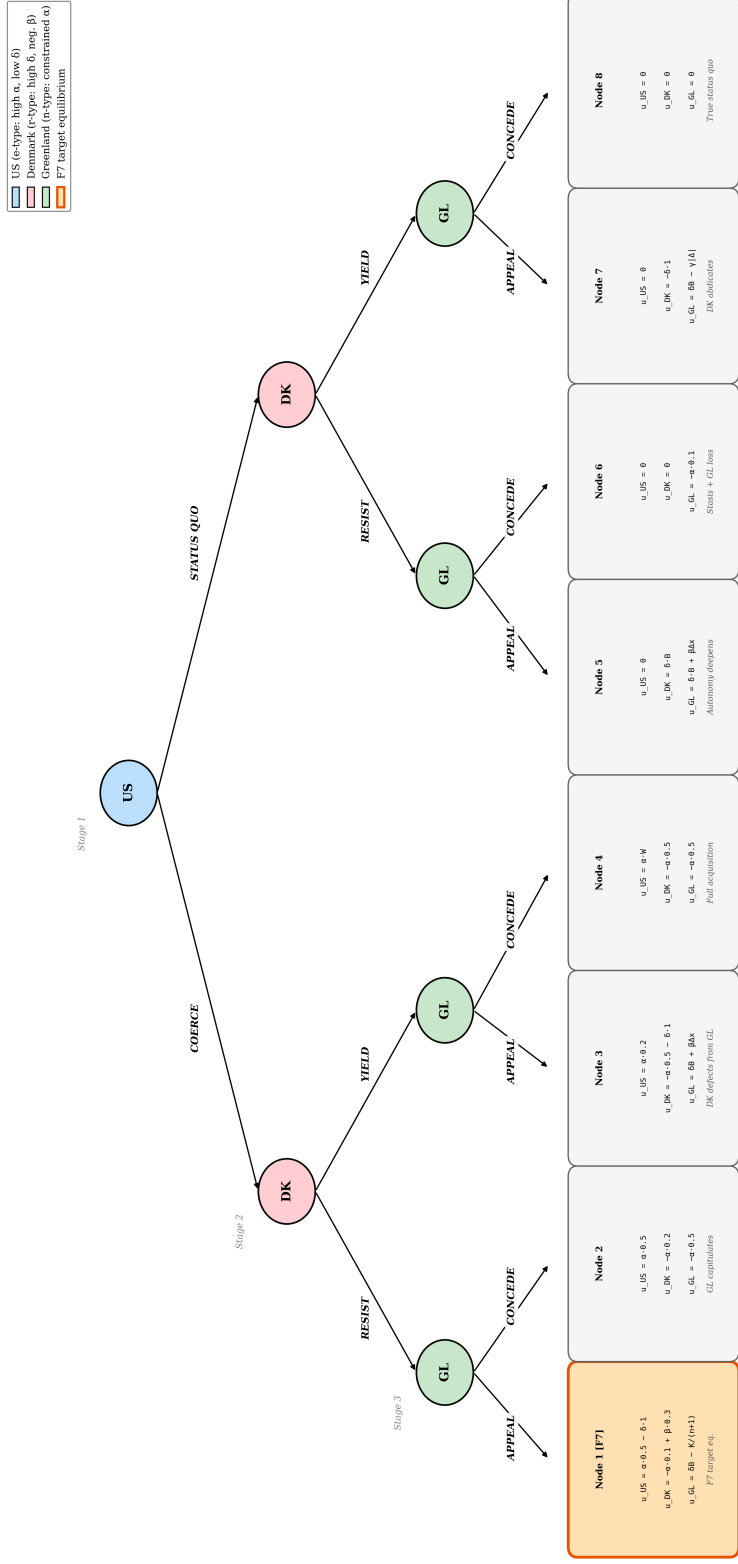 US (e-type: high α, low δ)
Denmark (r-type: high δ, neg. β)
Greenland (n-type: constrained α)
F7 target equilibrium
Stage 1
US
COERCE
STATUS QUO
Stage 2
DK
DK
RESIST
YIELD
RESIST
YIELD
Stage 3
GL
GL
GL
GL
APPEAL
CONCEDE
APPEAL
CONCEDE
APPEAL
CONCEDE
APPEAL
CONCEDE
Node 1 [F7]
u_US = α·0.5 − δ·1
u_DK = −α·0.1 + β·0.3
u_GL = δB − K/(n+1)
F7 target eq.
Node 2
u_US = α·0.5
u_DK = −α·0.2
u_GL = −α·0.5
GL capitulates
Node 3
u_US = α·0.2
u_DK = −α·0.5 − δ·1
u_GL = δB + βΔx
DK defects from GL
Node 4
u_US = α·W
u_DK = −α·0.5
u_GL = −α·0.5
Full acquisition
Node 5
u_US = 0
u_DK = δ·B
u_GL = δ·B + βΔx
Autonomy deepens
Node 6
u_US = 0
u_DK = 0
u_GL = −α·0.1
Stasis + GL loss
Node 7
u_US = 0
u_DK = −δ·1
u_GL = δB − γ|Δ|
DK abdicates
Node 8
u_US = 0
u_DK = 0
u_GL = 0
True status quo